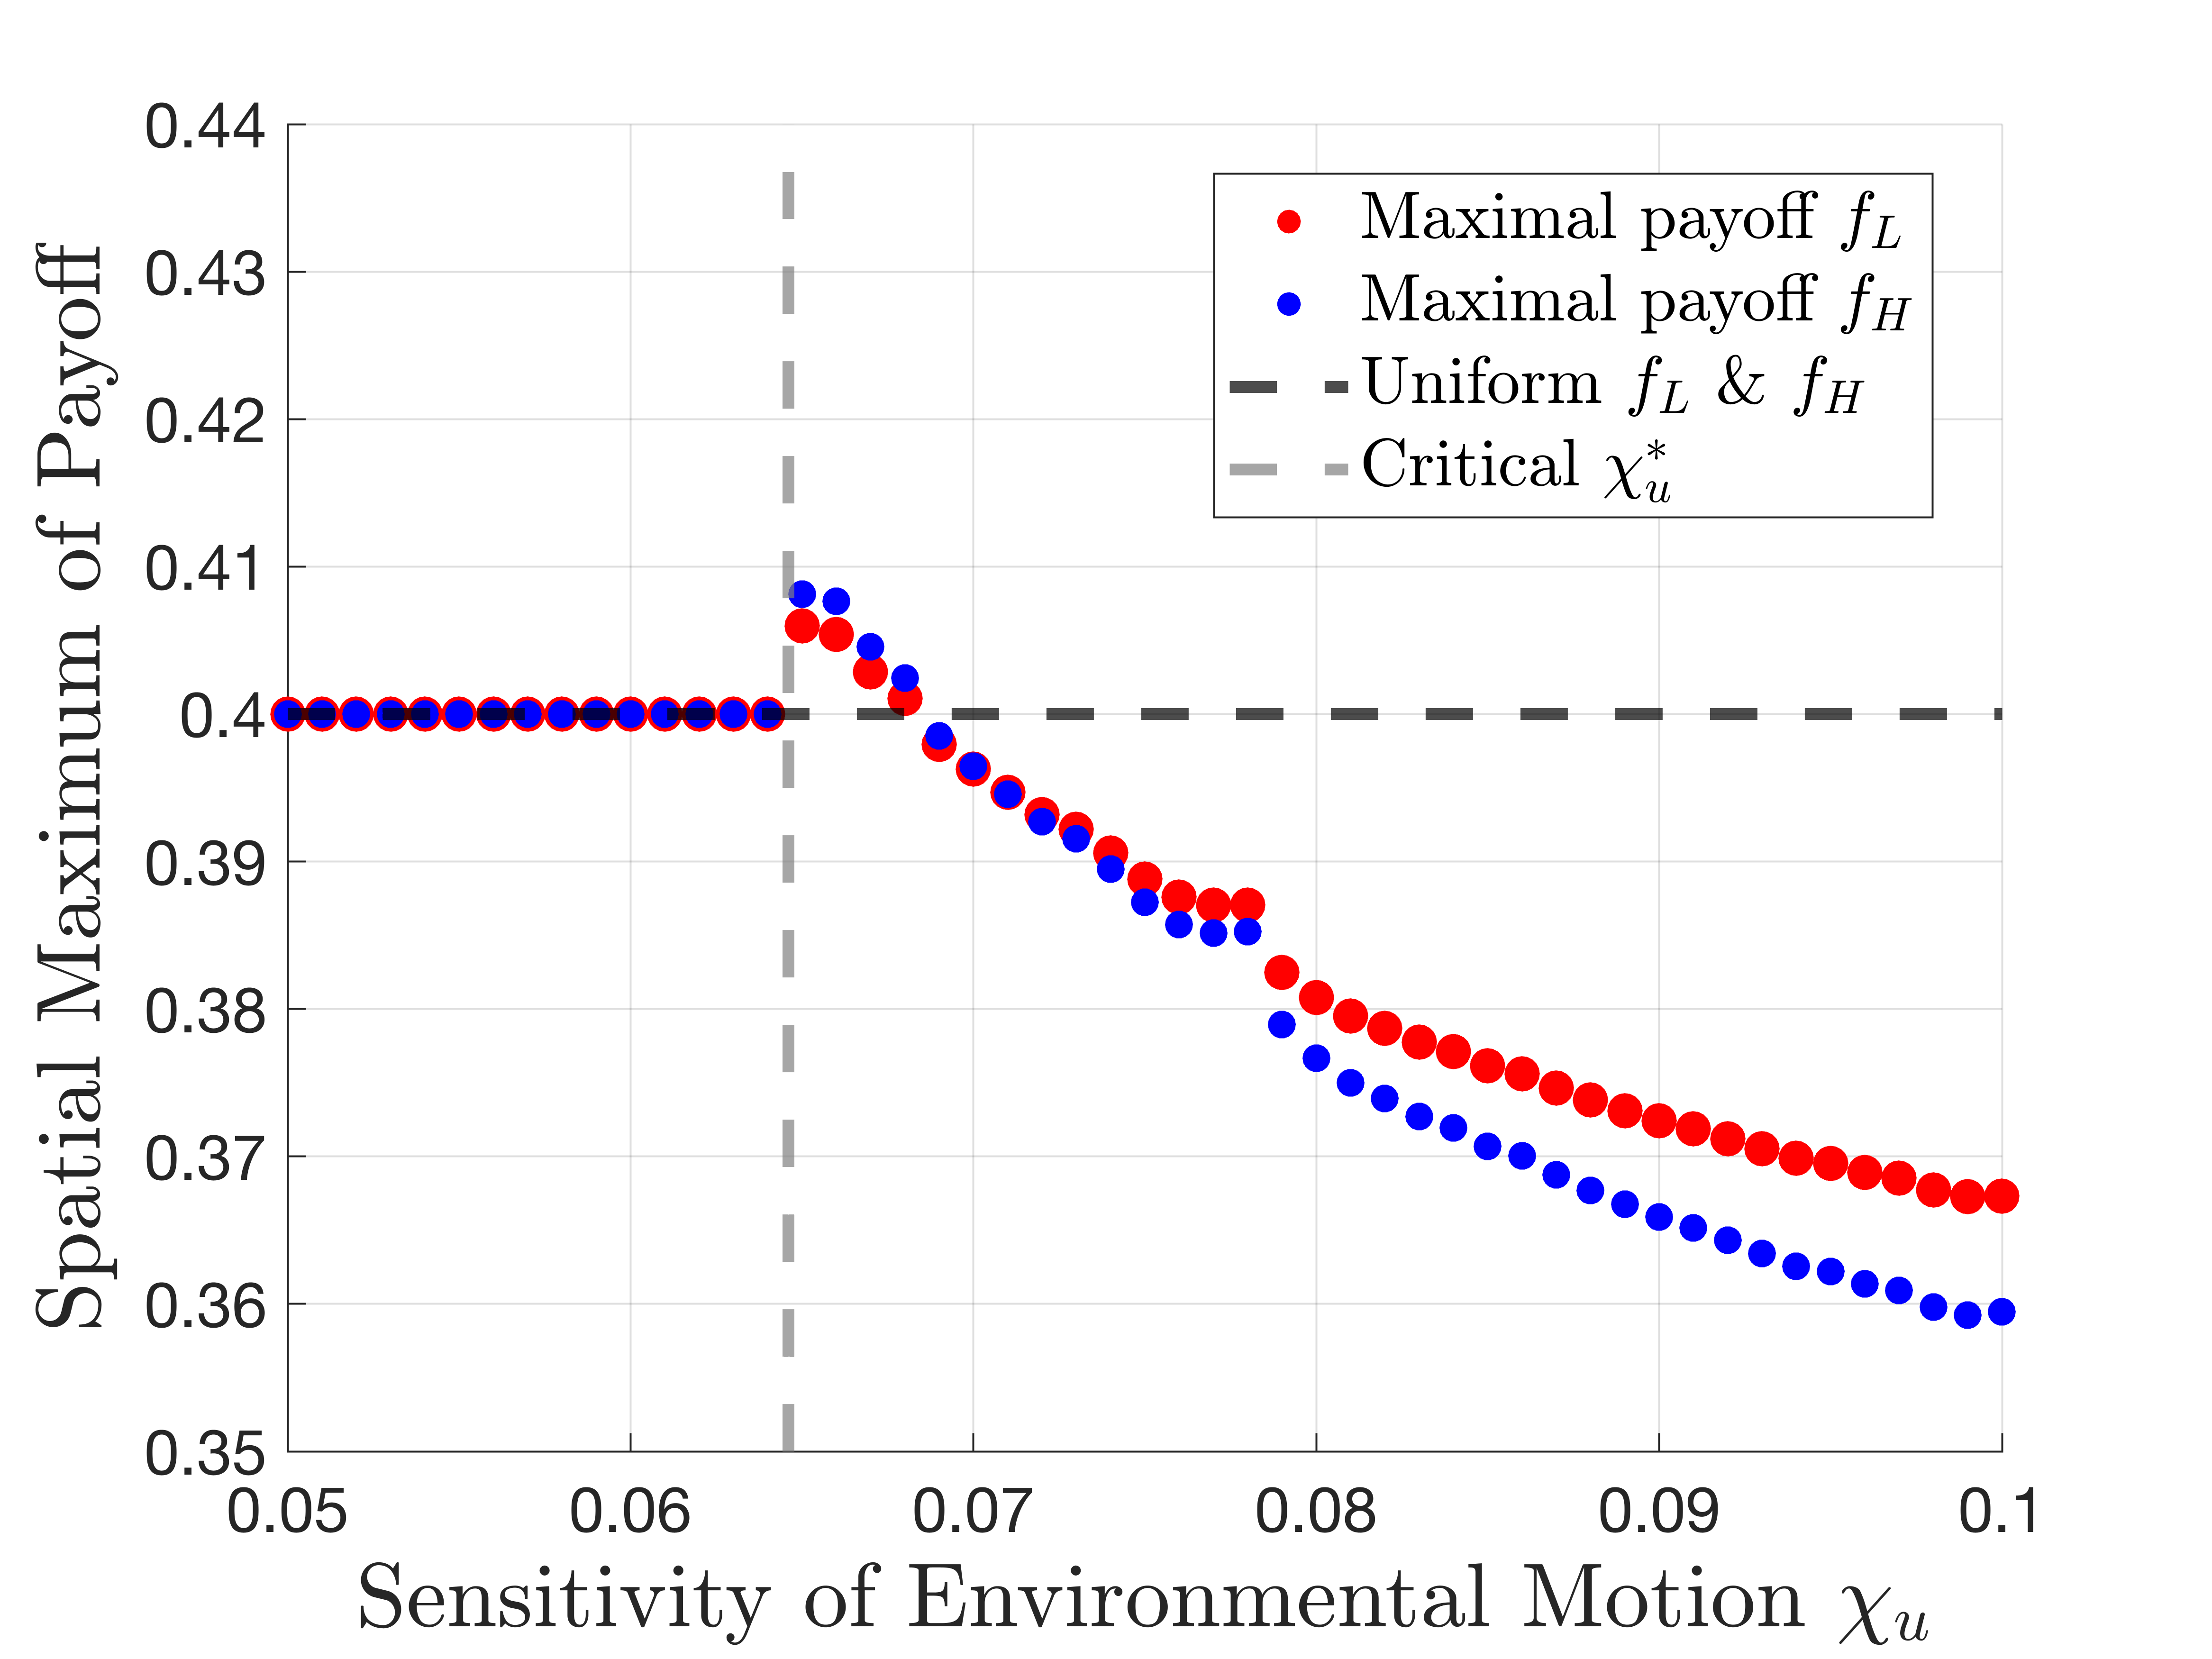 Spatial Maximum of Payoff
0.44
0.43
0.42
0.41
0.4
0.39
0.38
0.37
0.36
0.35
Maximal payoff f_L
Maximal payoff f_H
Uniform f_L & f_H
Critical χ_u^*
0.05 0.06 0.07 0.08 0.09 0.1
Sensitivity of Environmental Motion χ_u